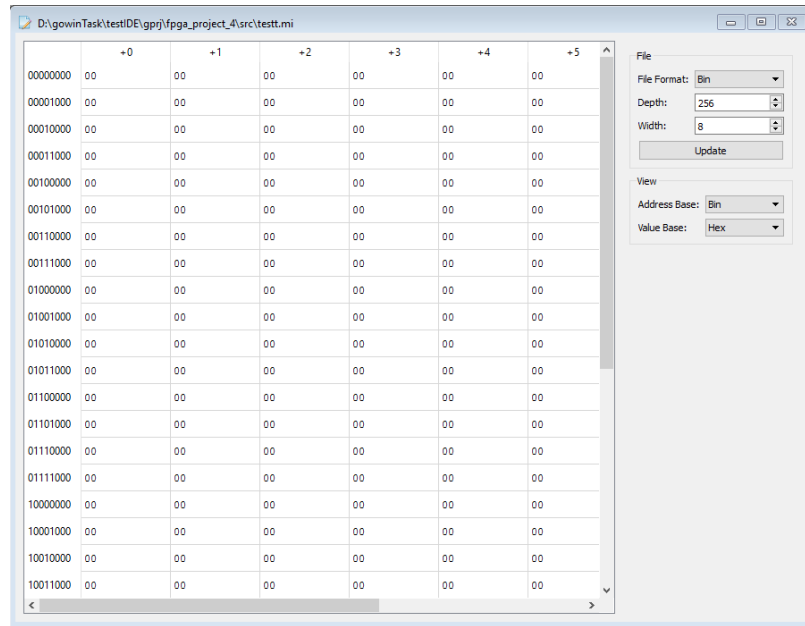 D:\gowinTask\testIDE\gprj\fpga_project_4\src\testt.mi
+0 +1 +2 +3 +4 +5
00000000 00 00 00 00 00 00
00001000 00 00 00 00 00 00
00010000 00 00 00 00 00 00
00011000 00 00 00 00 00 00
00100000 00 00 00 00 00 00
00101000 00 00 00 00 00 00
00110000 00 00 00 00 00 00
00111000 00 00 00 00 00 00
01000000 00 00 00 00 00 00
01001000 00 00 00 00 00 00
01010000 00 00 00 00 00 00
01011000 00 00 00 00 00 00
01100000 00 00 00 00 00 00
01101000 00 00 00 00 00 00
01110000 00 00 00 00 00 00
01111000 00 00 00 00 00 00
10000000 00 00 00 00 00 00
10001000 00 00 00 00 00 00
10010000 00 00 00 00 00 00
10011000 00 00 00 00 00 00
File
File Format: Bin
Depth: 256
Width: 8
Update
View
Address Base: Bin
Value Base: Hex